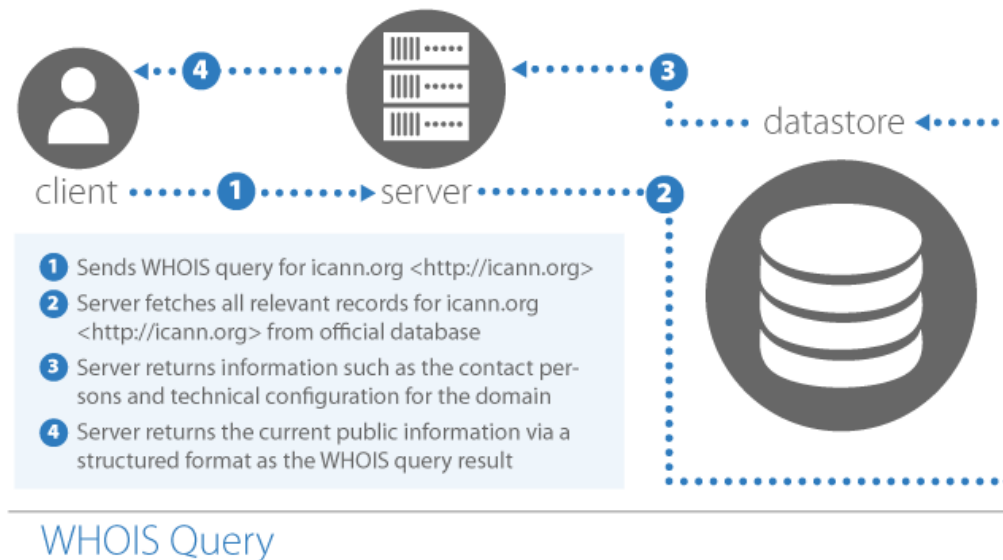 4
3
datastore
client
1
server
2
1 Sends WHOIS query for icann.org <http://icann.org>
2 Server fetches all relevant records for icann.org
<http://icann.org> from official database
3 Server returns information such as the contact per-
sons and technical configuration for the domain
4 Server returns the current public information via a
structured format as the WHOIS query result
WHOIS Query